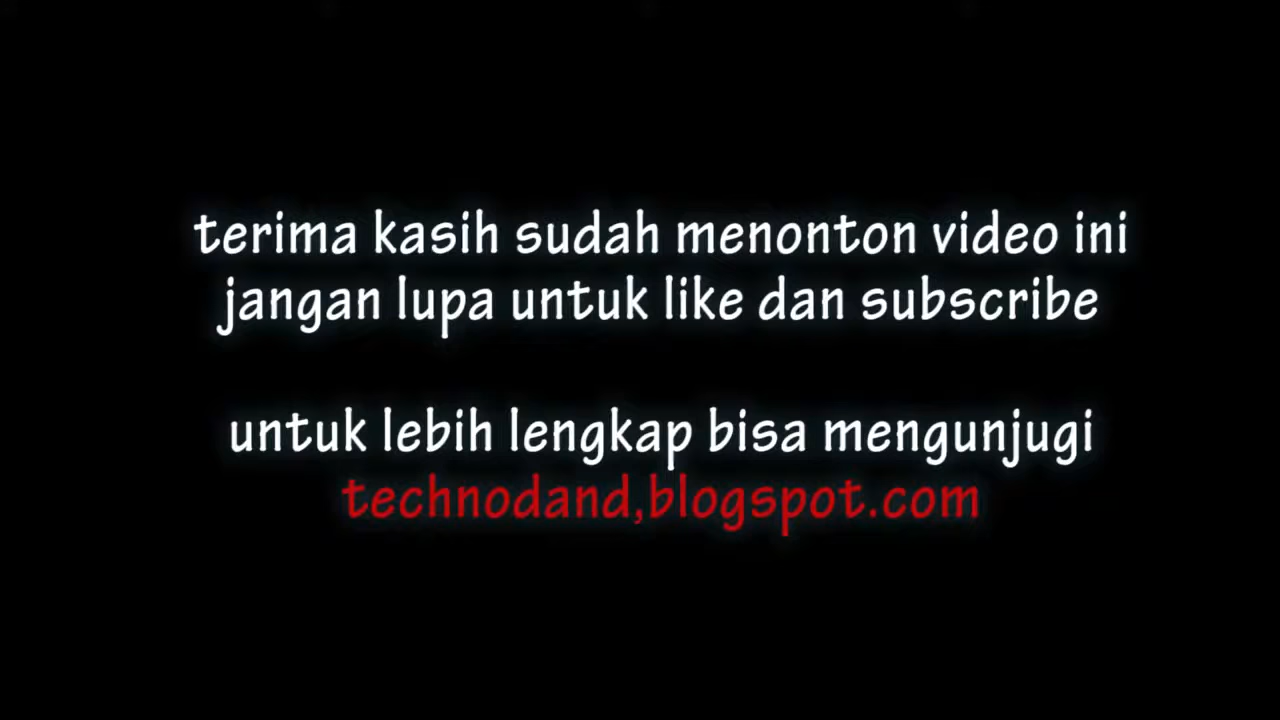 terima kasih sudah menonton video ini
jangan lupa untuk like dan subscribe
untuk lebih lengkap bisa mengunjugi
technodand,blogspot.com